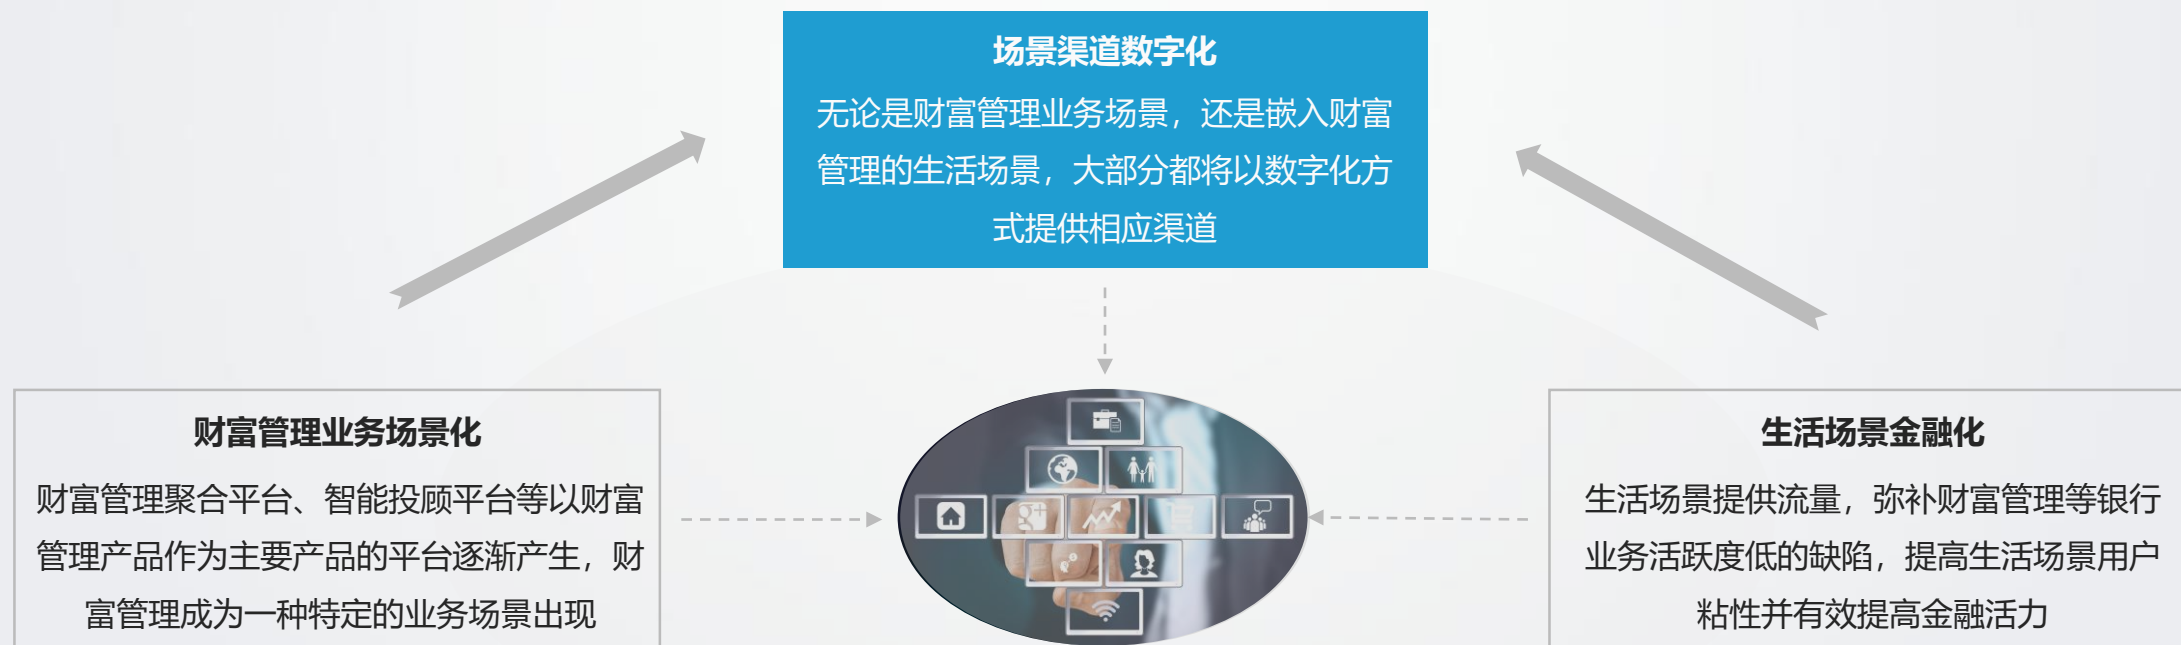 场景渠道数字化
无论是财富管理业务场景，还是嵌入财富
管理的生活场景，大部分都将以数字化方
式提供相应渠道
财富管理业务场景化
财富管理聚合平台、智能投顾平台等以财富
管理产品作为主要产品的平台逐渐产生，财
富管理成为一种特定的业务场景出现
g+
生活场景金融化
生活场景提供流量，弥补财富管理等银行
业务活跃度低的缺陷，提高生活场景用户
粘性并有效提高金融活力